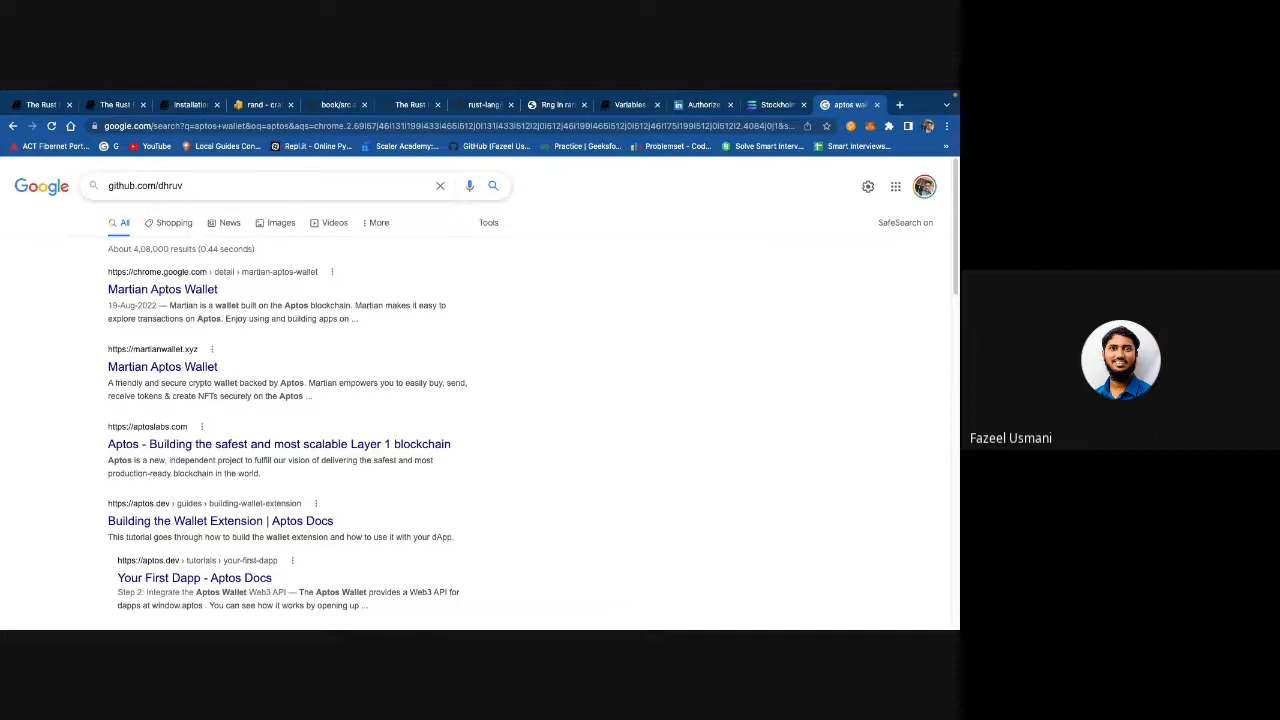 The Rust
The Rust
Installation
rand - cra
book/src a
The Rust
rust-lang/
Rng in ran
Variables
Authorize
Stockholm
aptos wal
google.com/search?q=aptos+wallet&oq=aptos&aqs=chrome.2.69i57j46i131i199i433i465i512j0i131i433i512l2j0i512j46i199i465i512j0i512j46i175i199i512j0i512l2.4084j0j1&s...
ACT Fibernet Port...
G
YouTube
Local Guides Con...
Repl.it - Online Py...
Scaler Academy:...
GitHub (Fazeel Us...
Practice | Geeksfo...
Problemset - Cod...
Solve Smart Interv...
Smart Interviews...
»
Google
github.com/dhruv
All
Shopping
News
Images
Videos
More
Tools
SafeSearch on
About 4,08,000 results (0.44 seconds)
https://chrome.google.com › detail › martian-aptos-wallet
Martian Aptos Wallet
19-Aug-2022 — Martian is a wallet built on the Aptos blockchain. Martian makes it easy to
explore transactions on Aptos. Enjoy using and building apps on ...
https://martianwallet.xyz
Martian Aptos Wallet
A friendly and secure crypto wallet backed by Aptos. Martian empowers you to easily buy, send,
receive tokens & create NFTs securely on the Aptos ...
https://aptoslabs.com
Aptos - Building the safest and most scalable Layer 1 blockchain
Aptos is a new, independent project to fulfill our vision of delivering the safest and most
production-ready blockchain in the world.
https://aptos.dev › guides › building-wallet-extension
Building the Wallet Extension | Aptos Docs
This tutorial goes through how to build the wallet extension and how to use it with your dApp.
https://aptos.dev › tutorials › your-first-dapp
Your First Dapp - Aptos Docs
Step 2: Integrate the Aptos Wallet Web3 API — The Aptos Wallet provides a Web3 API for
dapps at window.aptos . You can see how it works by opening up ...
Fazeel Usmani